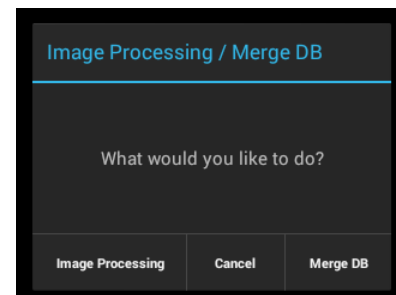 Image Processing / Merge DB
What would you like to do?
Image Processing Cancel Merge DB